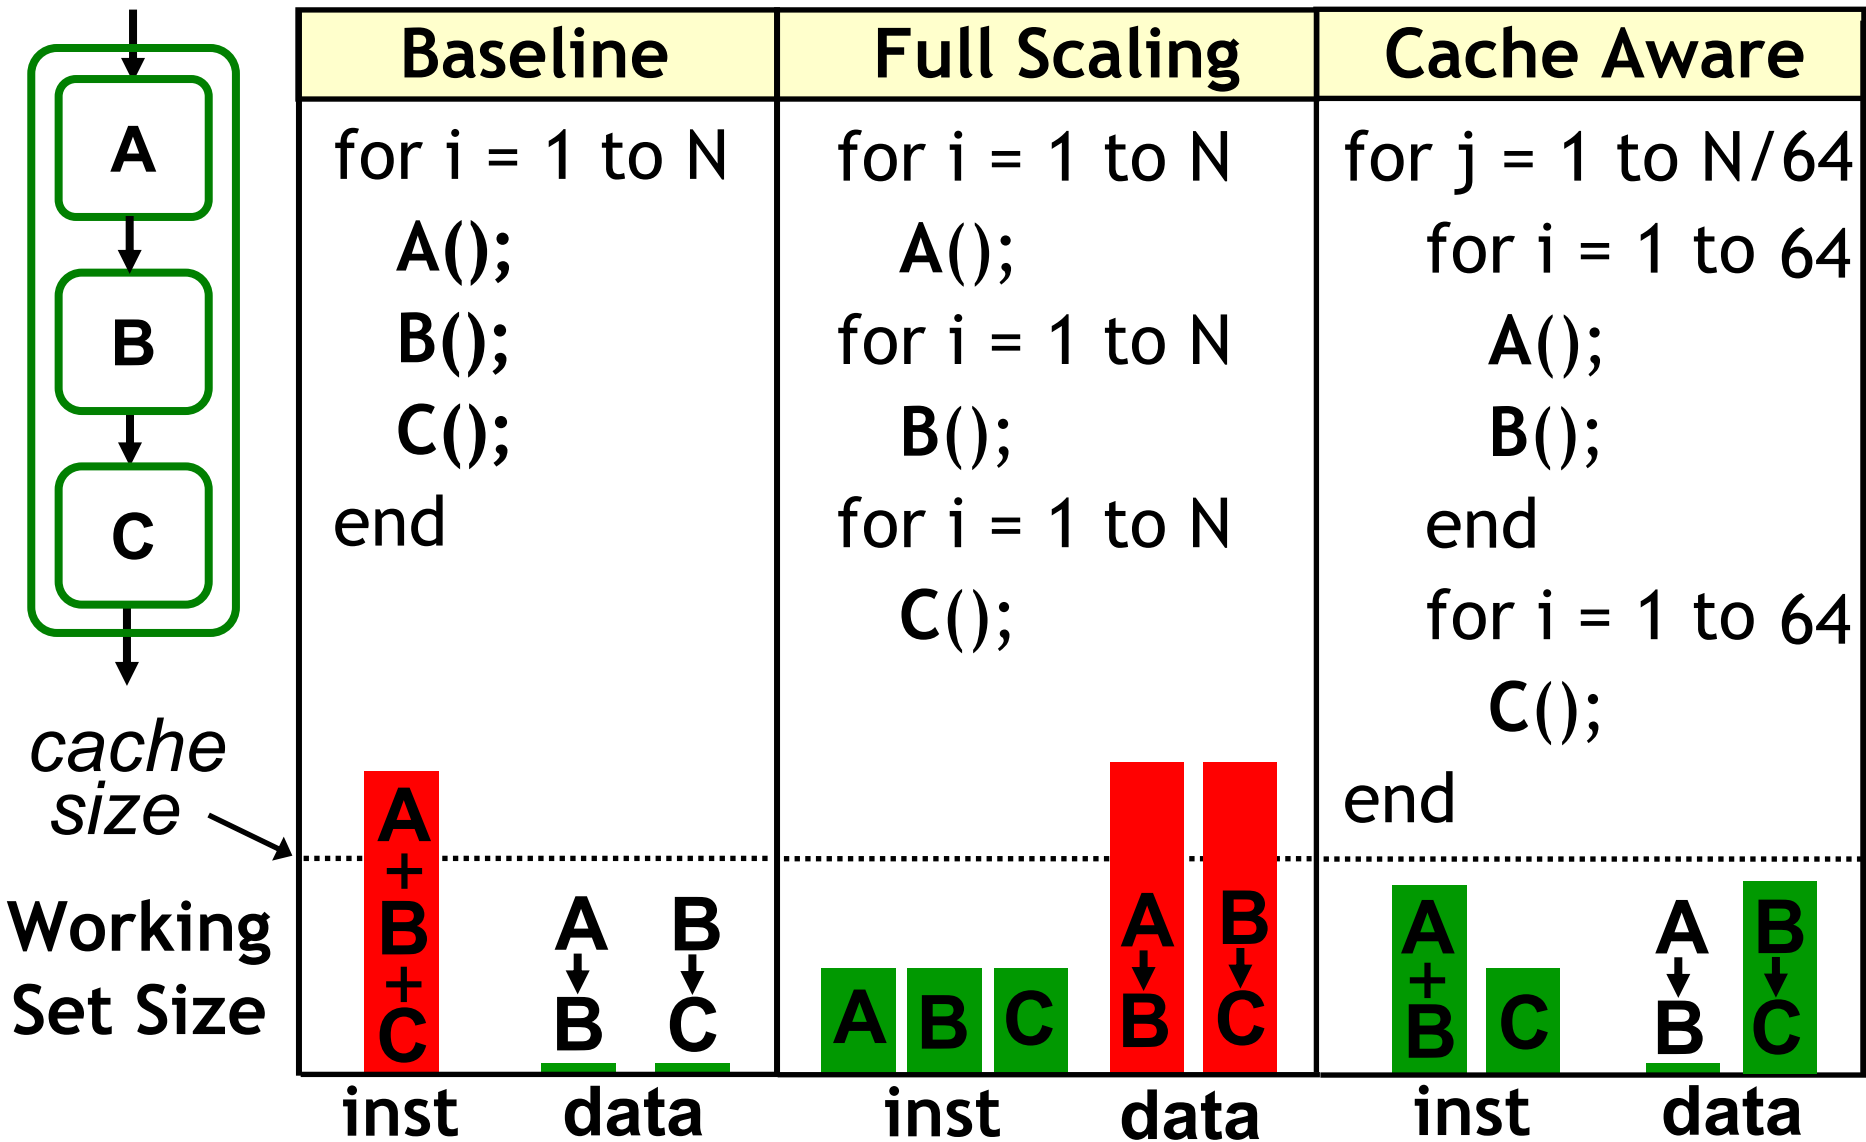 A
B
C
cache
size
Working
Set Size
Baseline
for i = 1 to N
A();
B();
C();
end
A
+
B
+
C
A
B
B
C
inst
data
Full Scaling
for i = 1 to N
A();
for i = 1 to N
B();
for i = 1 to N
C();
A
B
C
A
B
B
C
inst
data
Cache Aware
for j = 1 to N/64
for i = 1 to 64
A();
B();
end
for i = 1 to 64
C();
end
A
+
B
C
A
B
B
C
inst
data